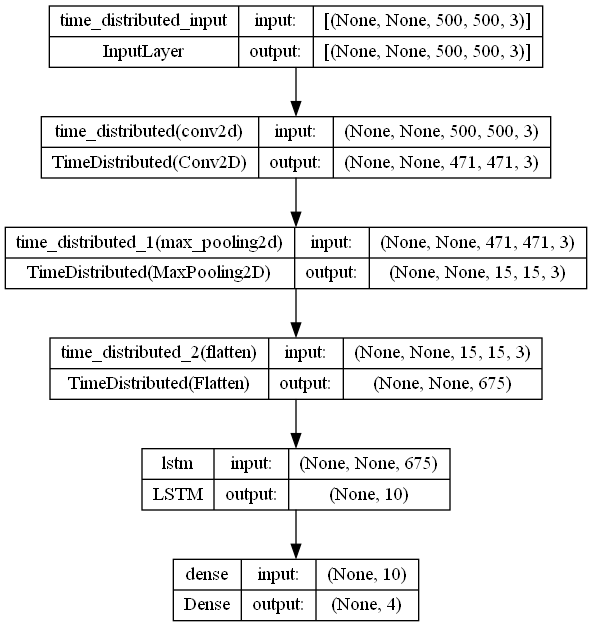 time_distributed_input input: [(None, None, 500, 500, 3)]
InputLayer output: [(None, None, 500, 500, 3)]
time_distributed(conv2d) input: (None, None, 500, 500, 3)
TimeDistributed(Conv2D) output: (None, None, 471, 471, 3)
time_distributed_1(max_pooling2d) input: (None, None, 471, 471, 3)
TimeDistributed(MaxPooling2D) output: (None, None, 15, 15, 3)
time_distributed_2(flatten) input: (None, None, 15, 15, 3)
TimeDistributed(Flatten) output: (None, None, 675)
lstm input: (None, None, 675)
LSTM output: (None, 10)
dense input: (None, 10)
Dense output: (None, 4)